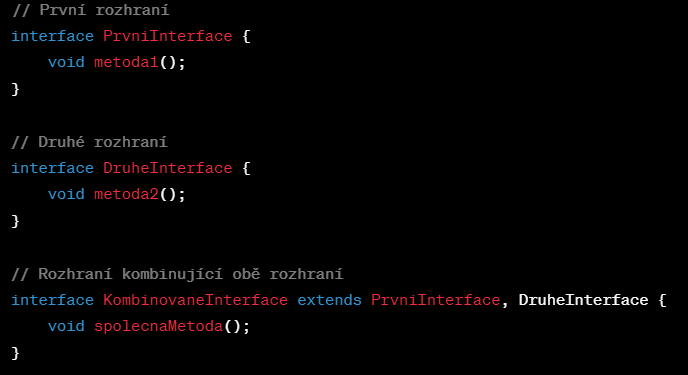 // První rozhraní
interface PrvniInterface {
    void metoda1();
}
// Druhé rozhraní
interface DruheInterface {
    void metoda2();
}
// Rozhraní kombinující obě rozhraní
interface KombinovaneInterface extends PrvniInterface, DruheInterface {
    void spolecnaMetoda();
}